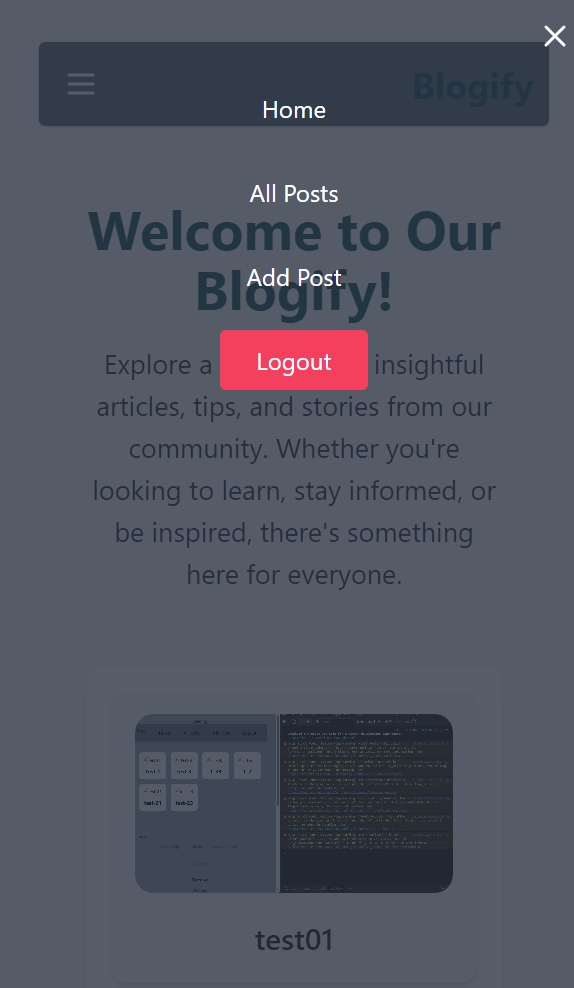 Blogify
Home
All Posts
Welcome to Our
Blogify!
Add Post
Logout
Explore a insightful
articles, tips, and stories from our
community. Whether you're
looking to learn, stay informed, or
be inspired, there's something
here for everyone.
test01